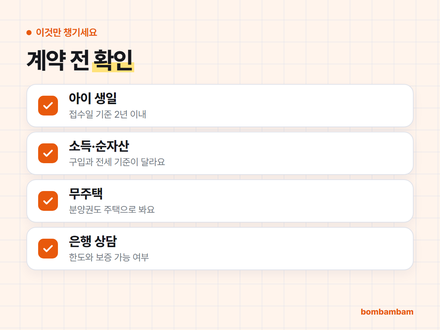 이것만 챙기세요
계약 전 확인
아이 생일
접수일 기준 2년 이내
소득·순자산
구입과 전세 기준이 달라요
무주택
분양권도 주택으로 봐요
은행 상담
한도와 보증 가능 여부
bombambam